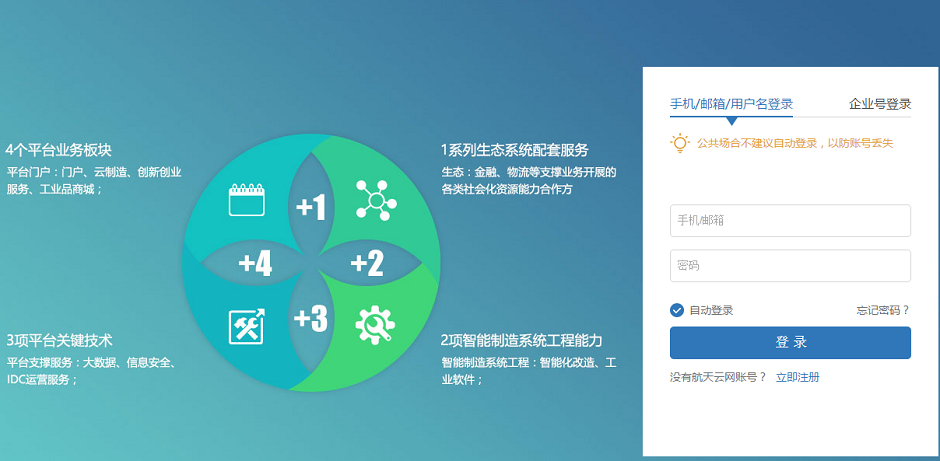 4个平台业务板块
平台门户：门户、云制造、创新创业
服务、工业品商城；
1系列生态系统配套服务
生态：金融、物流等支撑业务开展的
各类社会化资源能力合作方
+1
+4
+2
+3
3项平台关键技术
平台支撑服务：大数据、信息安全、
IDC运营服务；
2项智能制造系统工程能力
智能制造系统工程：智能化改造、工
业软件；
手机/邮箱/用户名登录
企业号登录
公共场合不建议自动登录，以防账号丢失
手机/邮箱
密码
自动登录
忘记密码？
登 录
没有航天云网账号？ 立即注册